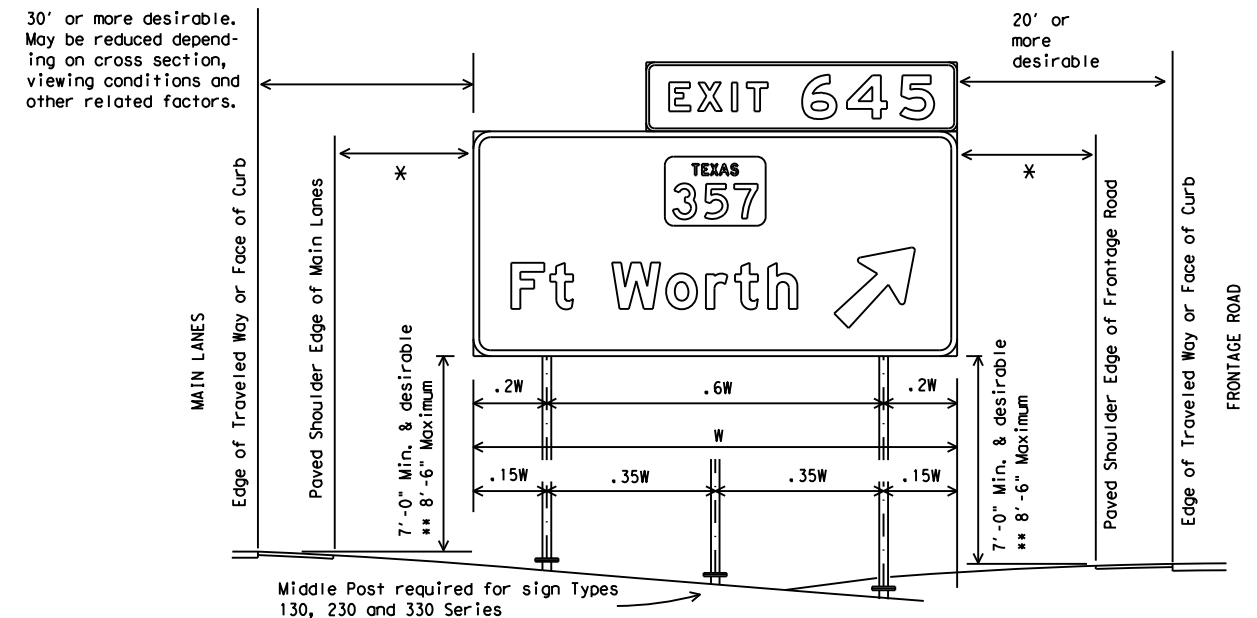 30' or more desirable.
May be reduced depend-
ing on cross section,
viewing conditions and
other related factors.
20' or
more
desirable
EXIT 645
TEXAS
357
Ft Worth
*
*
MAIN LANES
Edge of Traveled Way or Face of Curb
Paved Shoulder Edge of Main Lanes
7'-0" Min. & desirable
** 8'-6" Maximum
.2W
.6W
.2W
W
.15W
.35W
.35W
.15W
7'-0" Min. & desirable
** 8'-6" Maximum
Paved Shoulder Edge of Frontage Road
Edge of Traveled Way or Face of Curb
FRONTAGE ROAD
Middle Post required for sign Types
130, 230 and 330 Series